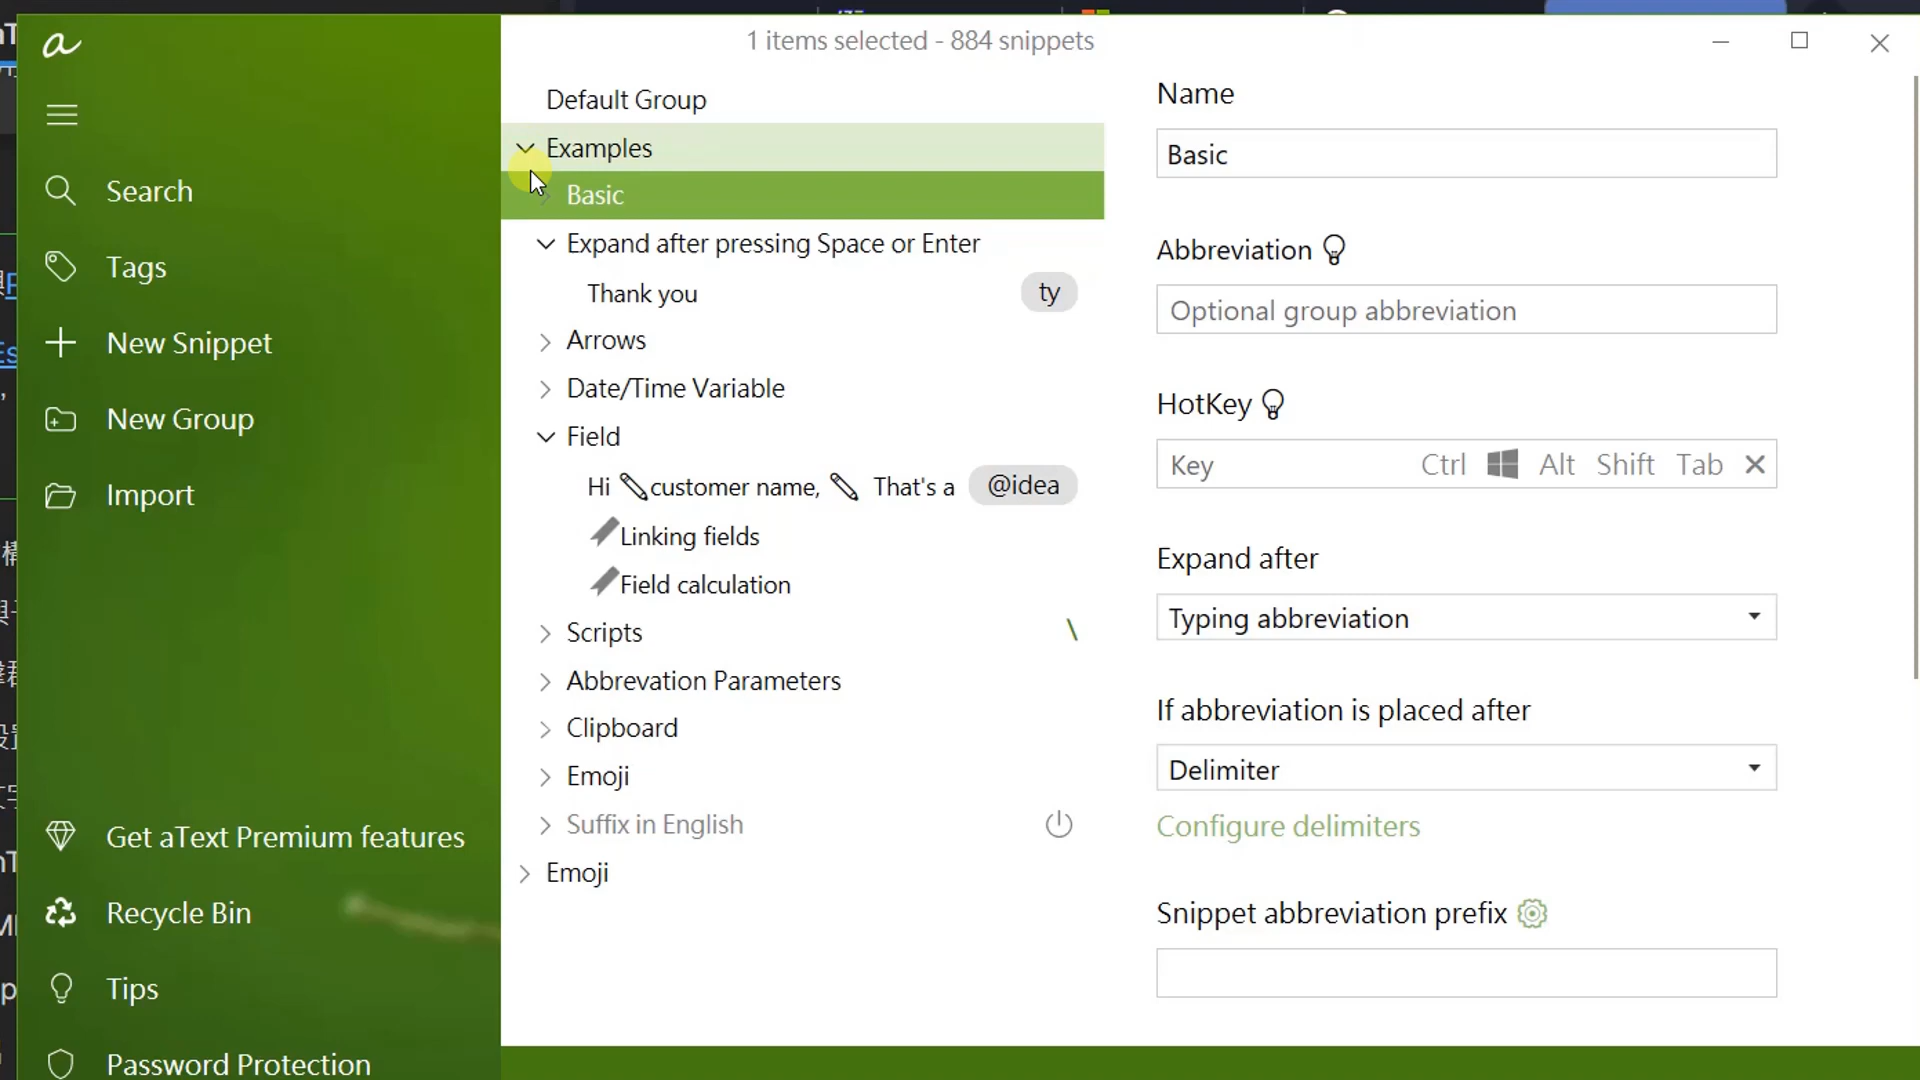 1 items selected - 884 snippets
Search
Tags
New Snippet
New Group
Import
Get aText Premium features
Recycle Bin
Tips
Password Protection
Default Group
Examples
Basic
Expand after pressing Space or Enter
Thank you ty
Arrows
Date/Time Variable
Field
Hi customer name, That's a @idea
Linking fields
Field calculation
Scripts \
Abbrevation Parameters
Clipboard
Emoji
Suffix in English
Emoji
Name
Basic
Abbreviation
Optional group abbreviation
HotKey
Key Ctrl Alt Shift Tab
Expand after
Typing abbreviation
If abbreviation is placed after
Delimiter
Configure delimiters
Snippet abbreviation prefix